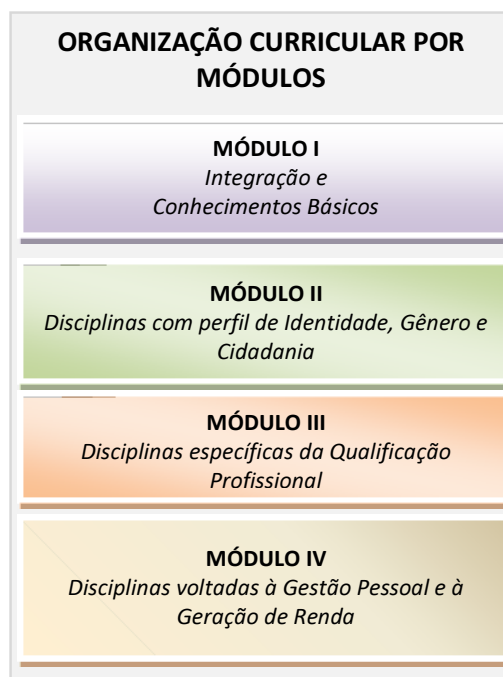 ORGANIZAÇÃO CURRICULAR POR
MÓDULOS
MÓDULO I
Integração e
Conhecimentos Básicos
MÓDULO II
Disciplinas com perfil de Identidade, Gênero e
Cidadania
MÓDULO III
Disciplinas específicas da Qualificação
Profissional
MÓDULO IV
Disciplinas voltadas à Gestão Pessoal e à
Geração de Renda